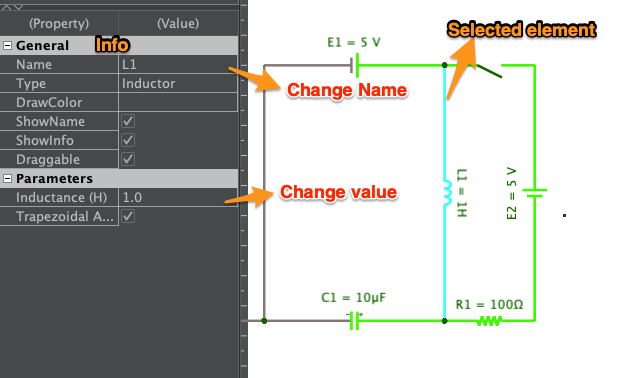 (Property) (Value)
General Info
Name L1
Change Name
Type Inductor
DrawColor
ShowName
ShowInfo
Draggable
Parameters
Inductance (H) 1.0
Change value
Trapezoidal A...
E1 = 5 V
Selected element
L1 = 1H
E2 = 5 V
C1 = 10µF
R1 = 100Ω